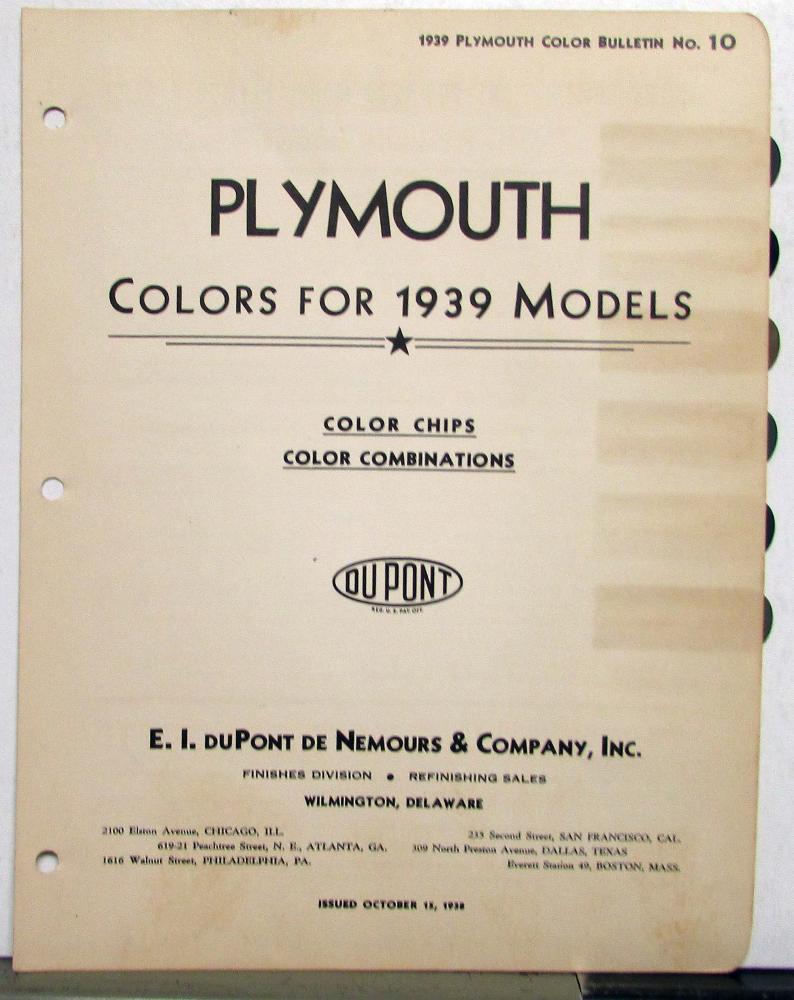 1939 PLYMOUTH COLOR BULLETIN NO. 10
PLYMOUTH
COLORS FOR 1939 MODELS
COLOR CHIPS
COLOR COMBINATIONS
DU PONT
REG. U. S. PAT. OFF.
E. I. DUPONT DE NEMOURS & COMPANY, INC.
FINISHES DIVISION ● REFINISHING SALES
WILMINGTON, DELAWARE
2100 Elston Avenue, CHICAGO, ILL. 235 Second Street, SAN FRANCISCO, CAL.
619-21 Peachtree Street, N. E., ATLANTA, GA. 309 North Preston Avenue, DALLAS, TEXAS
1616 Walnut Street, PHILADELPHIA, PA. Everett Station 49, BOSTON, MASS.
ISSUED OCTOBER 15, 1938